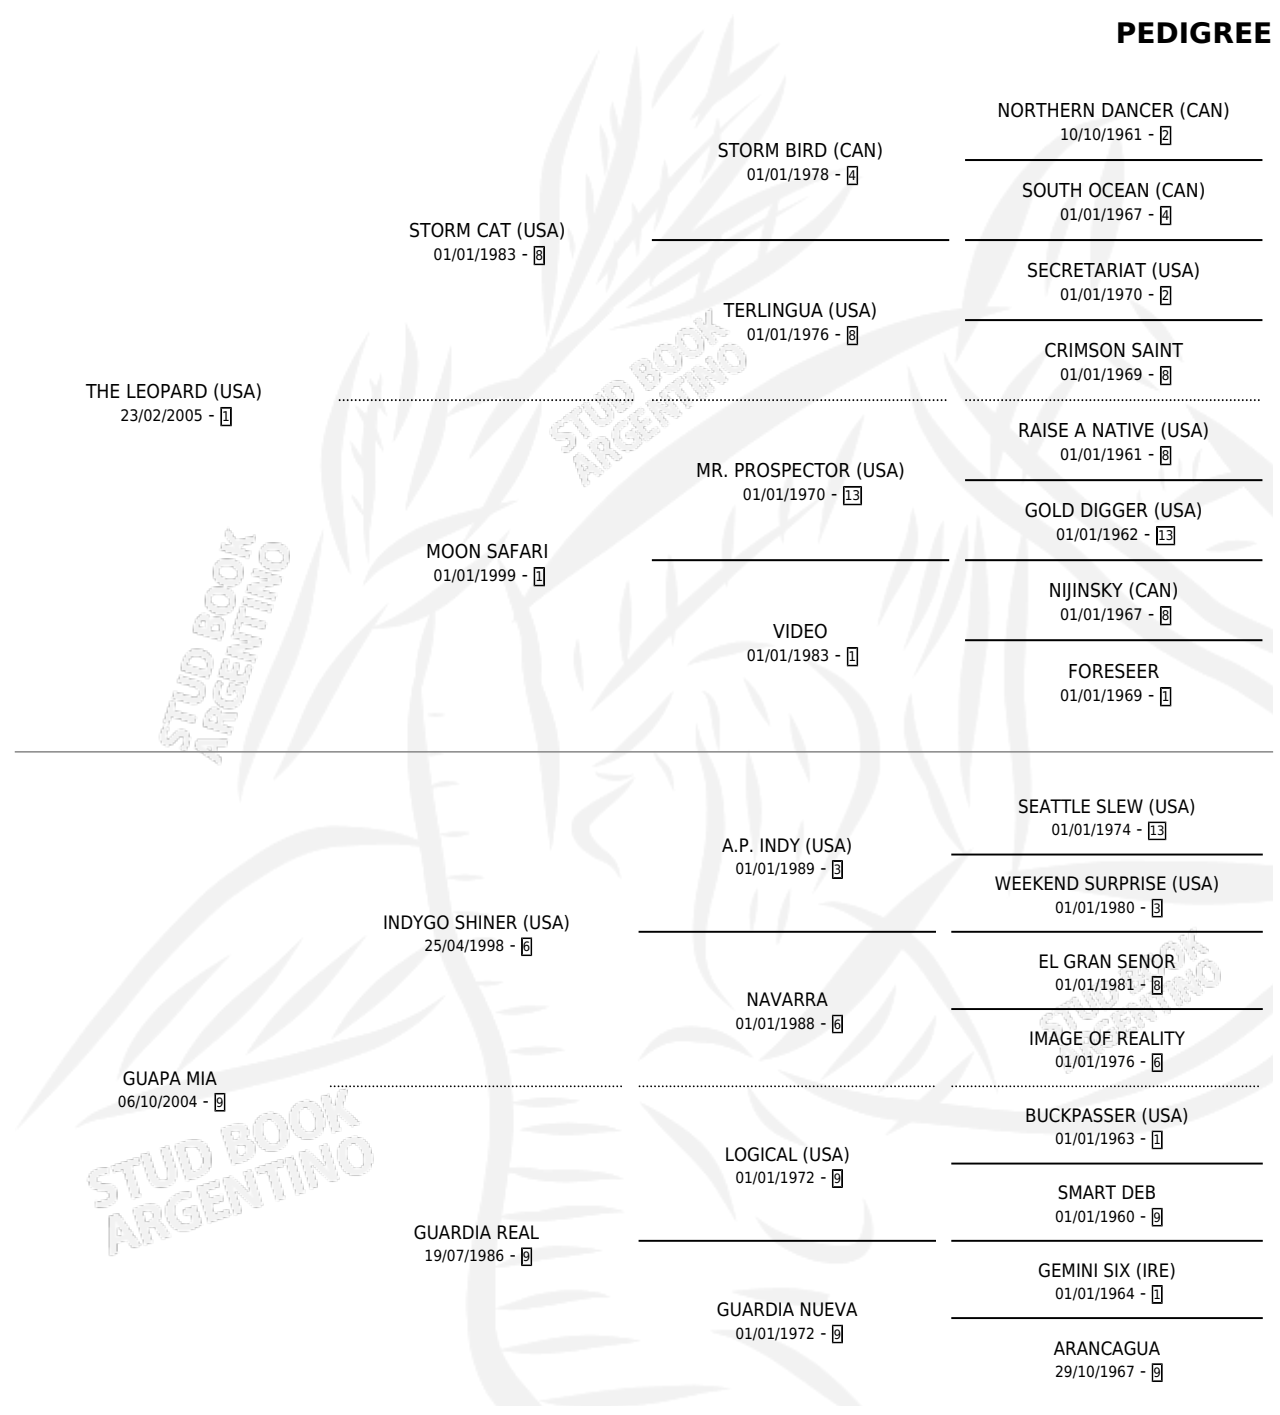 PEDIGREE
NORTHERN DANCER (CAN)
10/10/1961 - 2
STORM BIRD (CAN)
01/01/1978 - 4
SOUTH OCEAN (CAN)
01/01/1967 - 4
STORM CAT (USA)
01/01/1983 - 8
SECRETARIAT (USA)
01/01/1970 - 2
TERLINGUA (USA)
01/01/1976 - 8
CRIMSON SAINT
01/01/1969 - 8
THE LEOPARD (USA)
23/02/2005 - 1
STUD BOOK
ARGENTINO
RAISE A NATIVE (USA)
01/01/1961 - 8
MR. PROSPECTOR (USA)
01/01/1970 - 13
GOLD DIGGER (USA)
01/01/1962 - 13
MOON SAFARI
01/01/1999 - 1
NIJINSKY (CAN)
01/01/1967 - 8
VIDEO
01/01/1983 - 1
FORESEER
01/01/1969 - 1
STUD BOOK
ARGENTINO
SEATTLE SLEW (USA)
01/01/1974 - 13
A.P. INDY (USA)
01/01/1989 - 3
WEEKEND SURPRISE (USA)
01/01/1980 - 3
INDYGO SHINER (USA)
25/04/1998 - 6
EL GRAN SENOR
01/01/1981 - 8
NAVARRA
01/01/1988 - 6
STUD BOOK
ARGENTINO
IMAGE OF REALITY
01/01/1976 - 6
GUAPA MIA
06/10/2004 - 9
BUCKPASSER (USA)
01/01/1963 - 1
LOGICAL (USA)
01/01/1972 - 9
STUD BOOK
ARGENTINO
SMART DEB
01/01/1960 - 9
GUARDIA REAL
19/07/1986 - 9
GEMINI SIX (IRE)
01/01/1964 - 1
GUARDIA NUEVA
01/01/1972 - 9
ARANCAGUA
29/10/1967 - 9